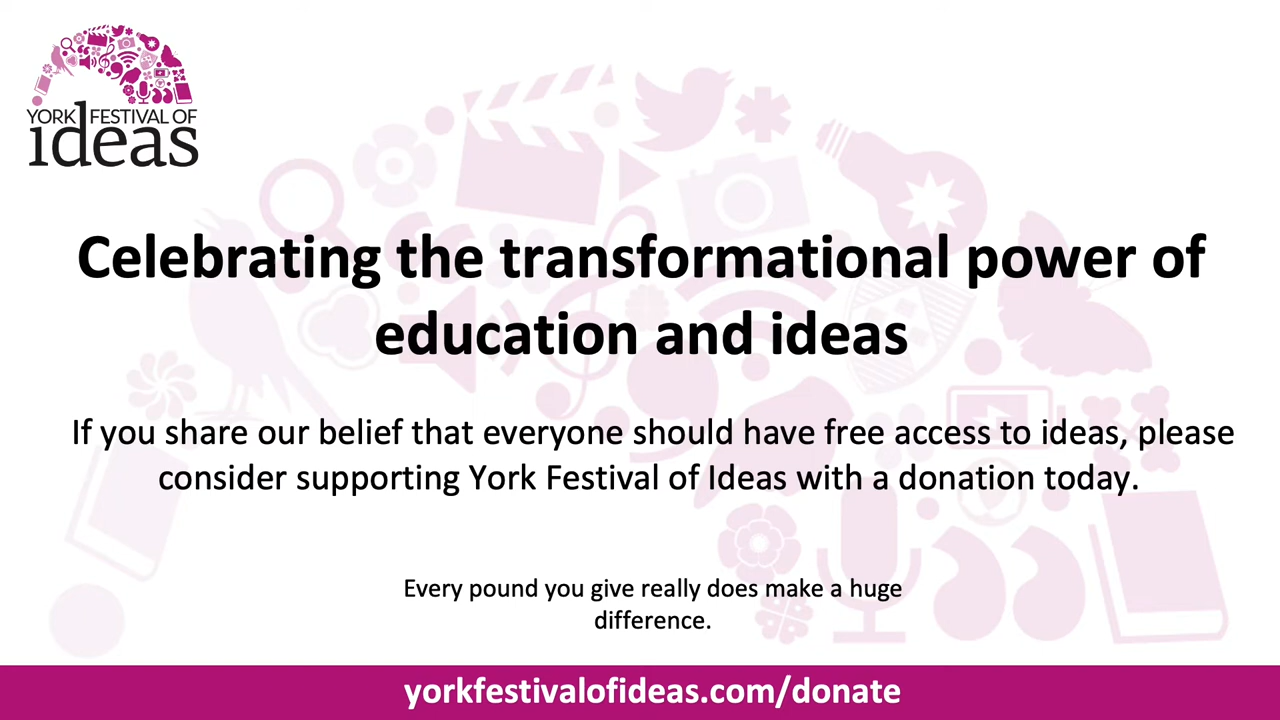 YORK FESTIVAL OF
ideas
Celebrating the transformational power of
education and ideas
If you share our belief that everyone should have free access to ideas, please
consider supporting York Festival of Ideas with a donation today.
Every pound you give really does make a huge
difference.
yorkfestivalofideas.com/donate